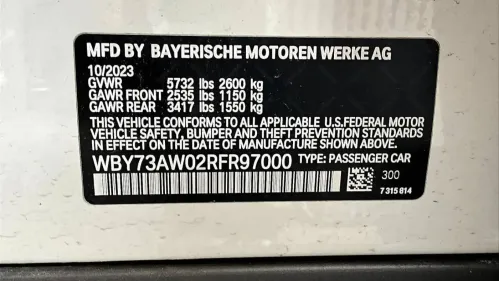 MFD BY BAYERISCHE MOTOREN WERKE AG
10/2023
GVWR 5732 lbs 2600 kg
GAWR FRONT 2535 lbs 1150 kg
GAWR REAR 3417 lbs 1550 kg
THIS VEHICLE CONFORMS TO ALL APPLICABLE U.S.FEDERAL MOTOR
VEHICLE SAFETY, BUMPER AND THEFT PREVENTION STANDARDS
IN EFFECT ON THE DATE OF MANUFACTURE SHOWN ABOVE.
WBY73AW02RFR97000 TYPE: PASSENGER CAR
300
7 315 814